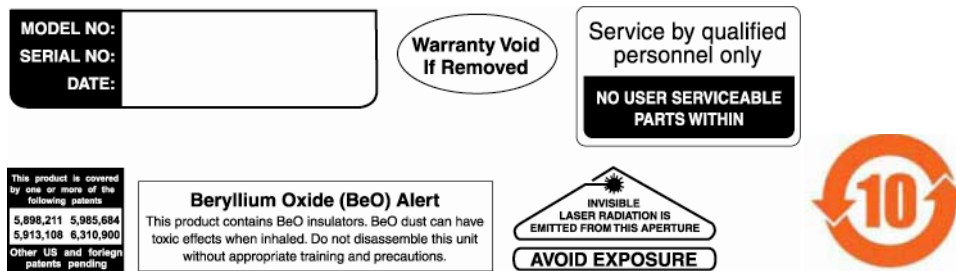 MODEL NO:
SERIAL NO:
DATE:
Warranty Void
If Removed
Service by qualified
personnel only
NO USER SERVICEABLE
PARTS WITHIN
This product is covered
by one or more of the
following patents
5,898,211 5,985,684
5,913,108 6,310,900
Other US and foriegn
patents pending
Beryllium Oxide (BeO) Alert
This product contains BeO insulators. BeO dust can have
toxic effects when inhaled. Do not disassemble this unit
without appropriate training and precautions.
INVISIBLE
LASER RADIATION IS
EMITTED FROM THIS APERTURE
AVOID EXPOSURE
10